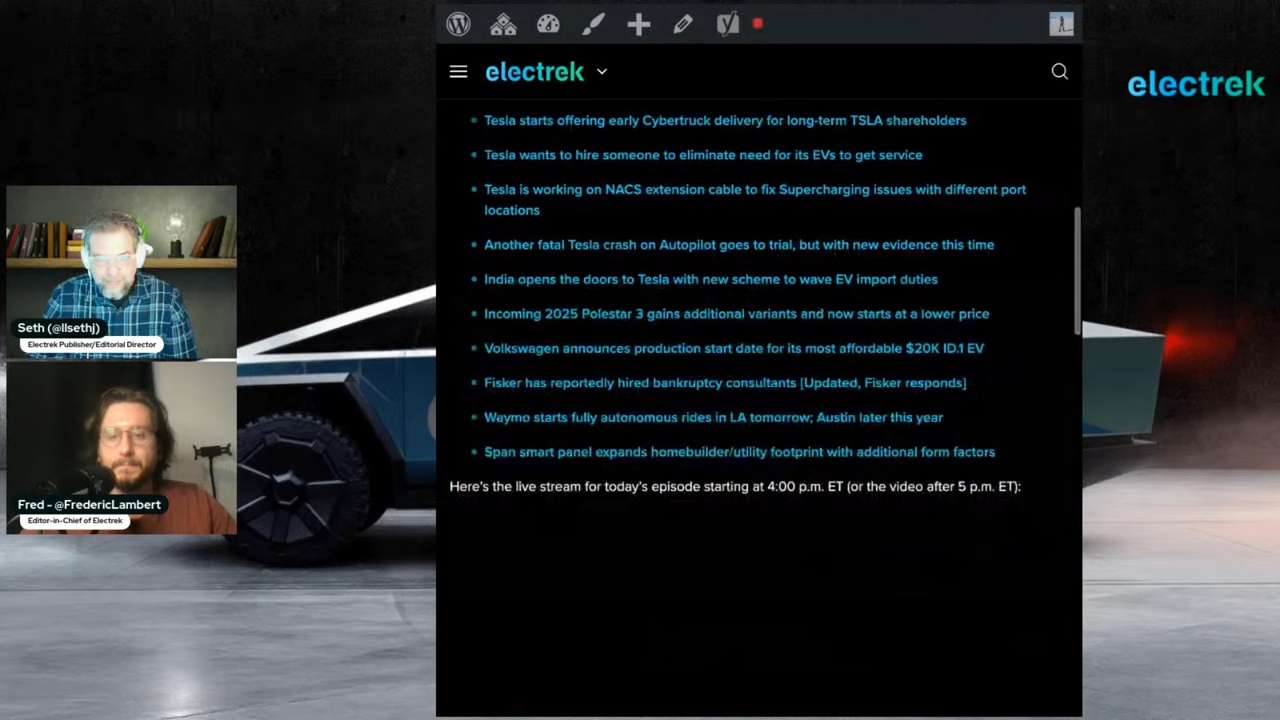 electrek
electrek
Tesla starts offering early Cybertruck delivery for long-term TSLA shareholders
Tesla wants to hire someone to eliminate need for its EVs to get service
Tesla is working on NACS extension cable to fix Supercharging issues with different port
locations
Another fatal Tesla crash on Autopilot goes to trial, but with new evidence this time
India opens the doors to Tesla with new scheme to wave EV import duties
Incoming 2025 Polestar 3 gains additional variants and now starts at a lower price
Volkswagen announces production start date for its most affordable $20K ID.1 EV
Fisker has reportedly hired bankruptcy consultants [Updated, Fisker responds]
Waymo starts fully autonomous rides in LA tomorrow; Austin later this year
Span smart panel expands homebuilder/utility footprint with additional form factors
Here's the live stream for today's episode starting at 4:00 p.m. ET (or the video after 5 p.m. ET):
Seth (@llsethj)
Electrek Publisher/Editorial Director
Fred - @FredericLambert
Editor-in-Chief of Electrek